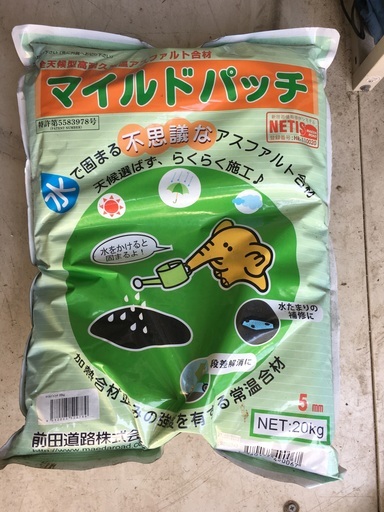 全天候型高耐久常温アスファルト合材
マイルドパッチ
特許第5583978号
NETIS
水で固まる不思議なアスファルト合材
天候選ばず、らくらく施工♪
水をかけると
固まるよ!
水たまりの
補修に
段差解消に
加熱合材並みの強度を有する常温合材
5mm
前田道路株式会社
NET:20kg